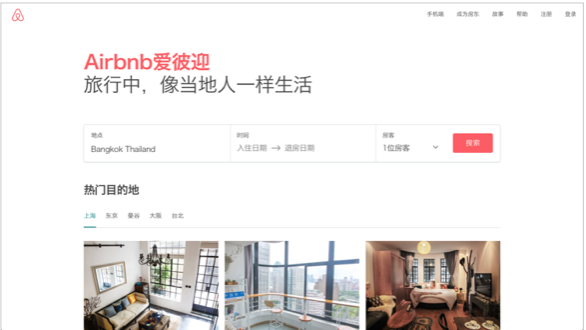 手机端 成为房东 故事 帮助 注册 登录
Airbnb爱彼迎
旅行中，像当地人一样生活
地点 时间 房客
Bangkok Thailand 入住日期 → 退房日期 1位房客 搜索
热门目的地
上海 东京 曼谷 大阪 台北